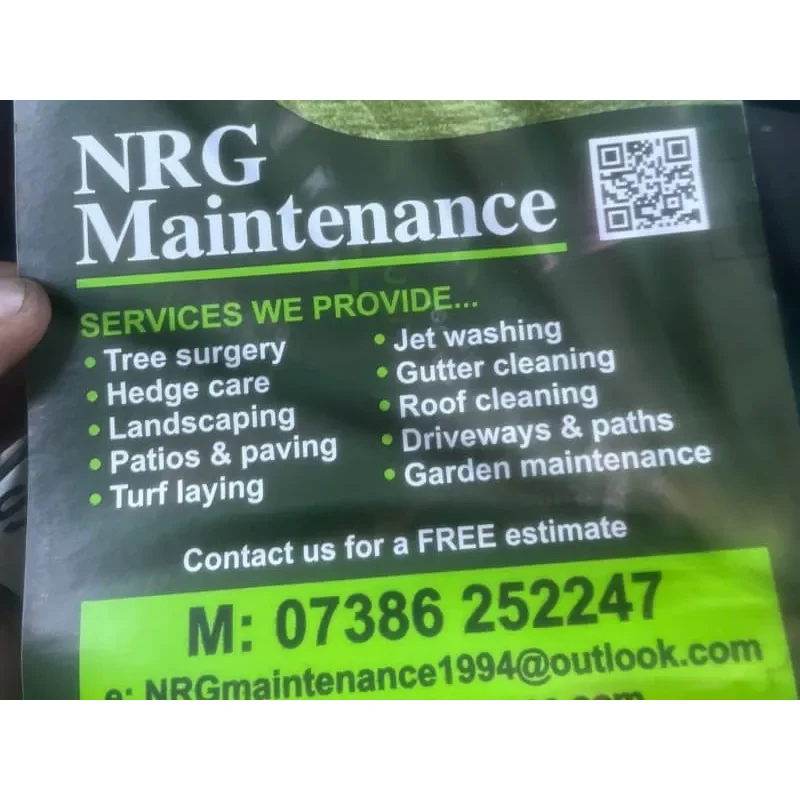 NRG
Maintenance
SERVICES WE PROVIDE...
• Tree surgery
• Hedge care
• Landscaping
• Patios & paving
• Turf laying
• Jet washing
• Gutter cleaning
• Roof cleaning
• Driveways & paths
• Garden maintenance
Contact us for a FREE estimate
M: 07386 252247
e: NRGmaintenance1994@outlook.com